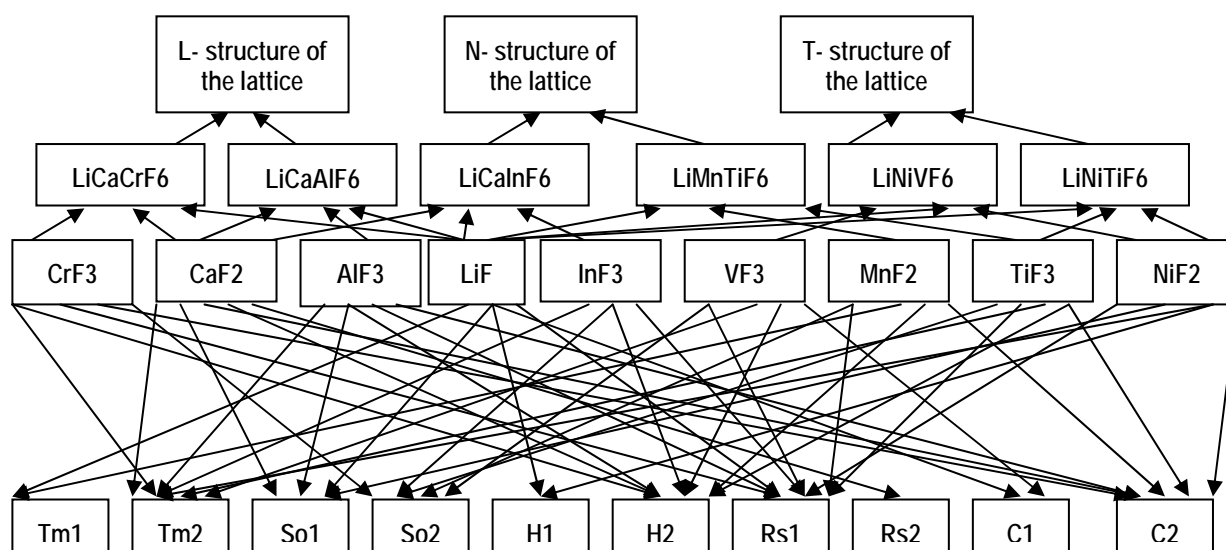 L- structure of
the lattice
N- structure of
the lattice
T- structure of
the lattice
LiCaCrF6
LiCaAlF6
LiCaInF6
LiMnTiF6
LiNiVF6
LiNiTiF6
CrF3
CaF2
AlF3
LiF
InF3
VF3
MnF2
TiF3
NiF2
Tm1
Tm2
So1
So2
H1
H2
Rs1
Rs2
C1
C2